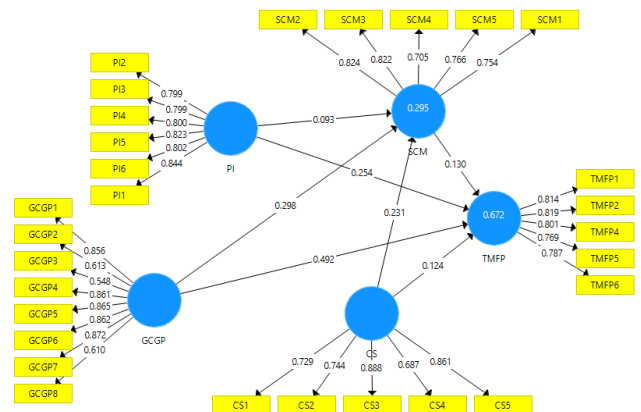 SCM2
SCM3
SCM4
SCM5
SCM1
0.824
0.822
0.705
0.766
0.754
0.295
SCM
PI2
PI3
PI4
PI5
PI6
PI1
0.799
0.799
0.800
0.823
0.802
0.844
PI
0.093
0.254
0.130
0.298
0.231
0.492
0.124
0.672
TMFP
0.814
0.819
0.801
0.769
0.787
TMFP1
TMFP2
TMFP4
TMFP5
TMFP6
GCGP1
GCGP2
GCGP3
GCGP4
GCGP5
GCGP6
GCGP7
GCGP8
0.856
0.613
0.548
0.861
0.865
0.862
0.872
0.610
GCGP
CS
0.729
0.744
0.888
0.687
0.861
CS1
CS2
CS3
CS4
CS5